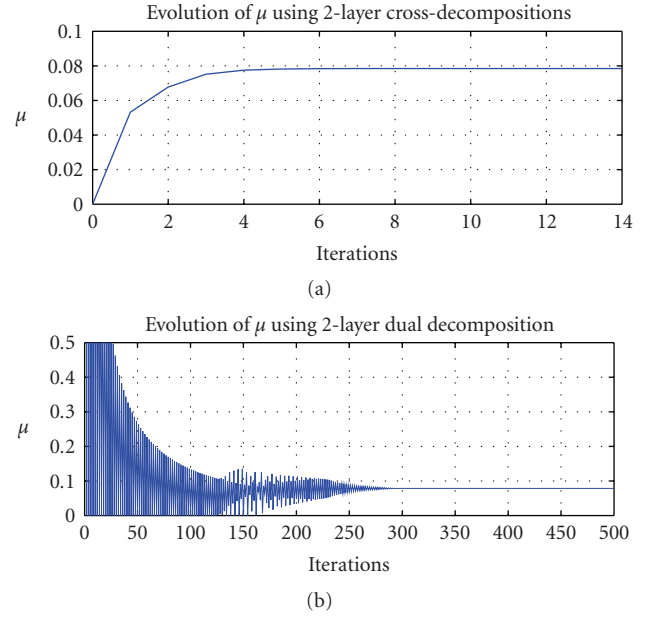 Evolution of μ using 2-layer cross-decompositions
0.1
0.08
0.06
0.04
0.02
0
μ
0 2 4 6 8 10 12 14
Iterations
(a)
Evolution of μ using 2-layer dual decomposition
0.5
0.4
0.3
0.2
0.1
0
μ
0 50 100 150 200 250 300 350 400 450 500
Iterations
(b)